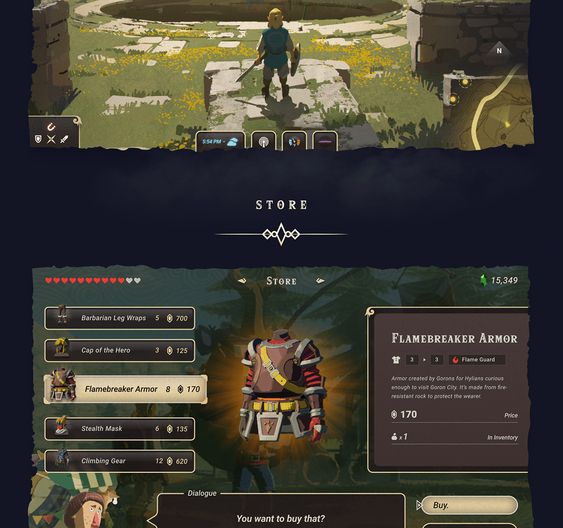 N
5:54 PM
STORE
STORE
15,349
Barbarian Leg Wraps 5 700
Cap of the Hero 3 125
Flamebreaker Armor 8 170
Stealth Mask 6 135
Climbing Gear 12 620
FLAMEBREAKER ARMOR
3 3 Flame Guard
Armor created by Gorons for Hylians curious
enough to visit Goron City. It's made from fire-
resistant rock to protect the wearer.
170 Price
x1 In Inventory
Dialogue
You want to buy that?
Buy.